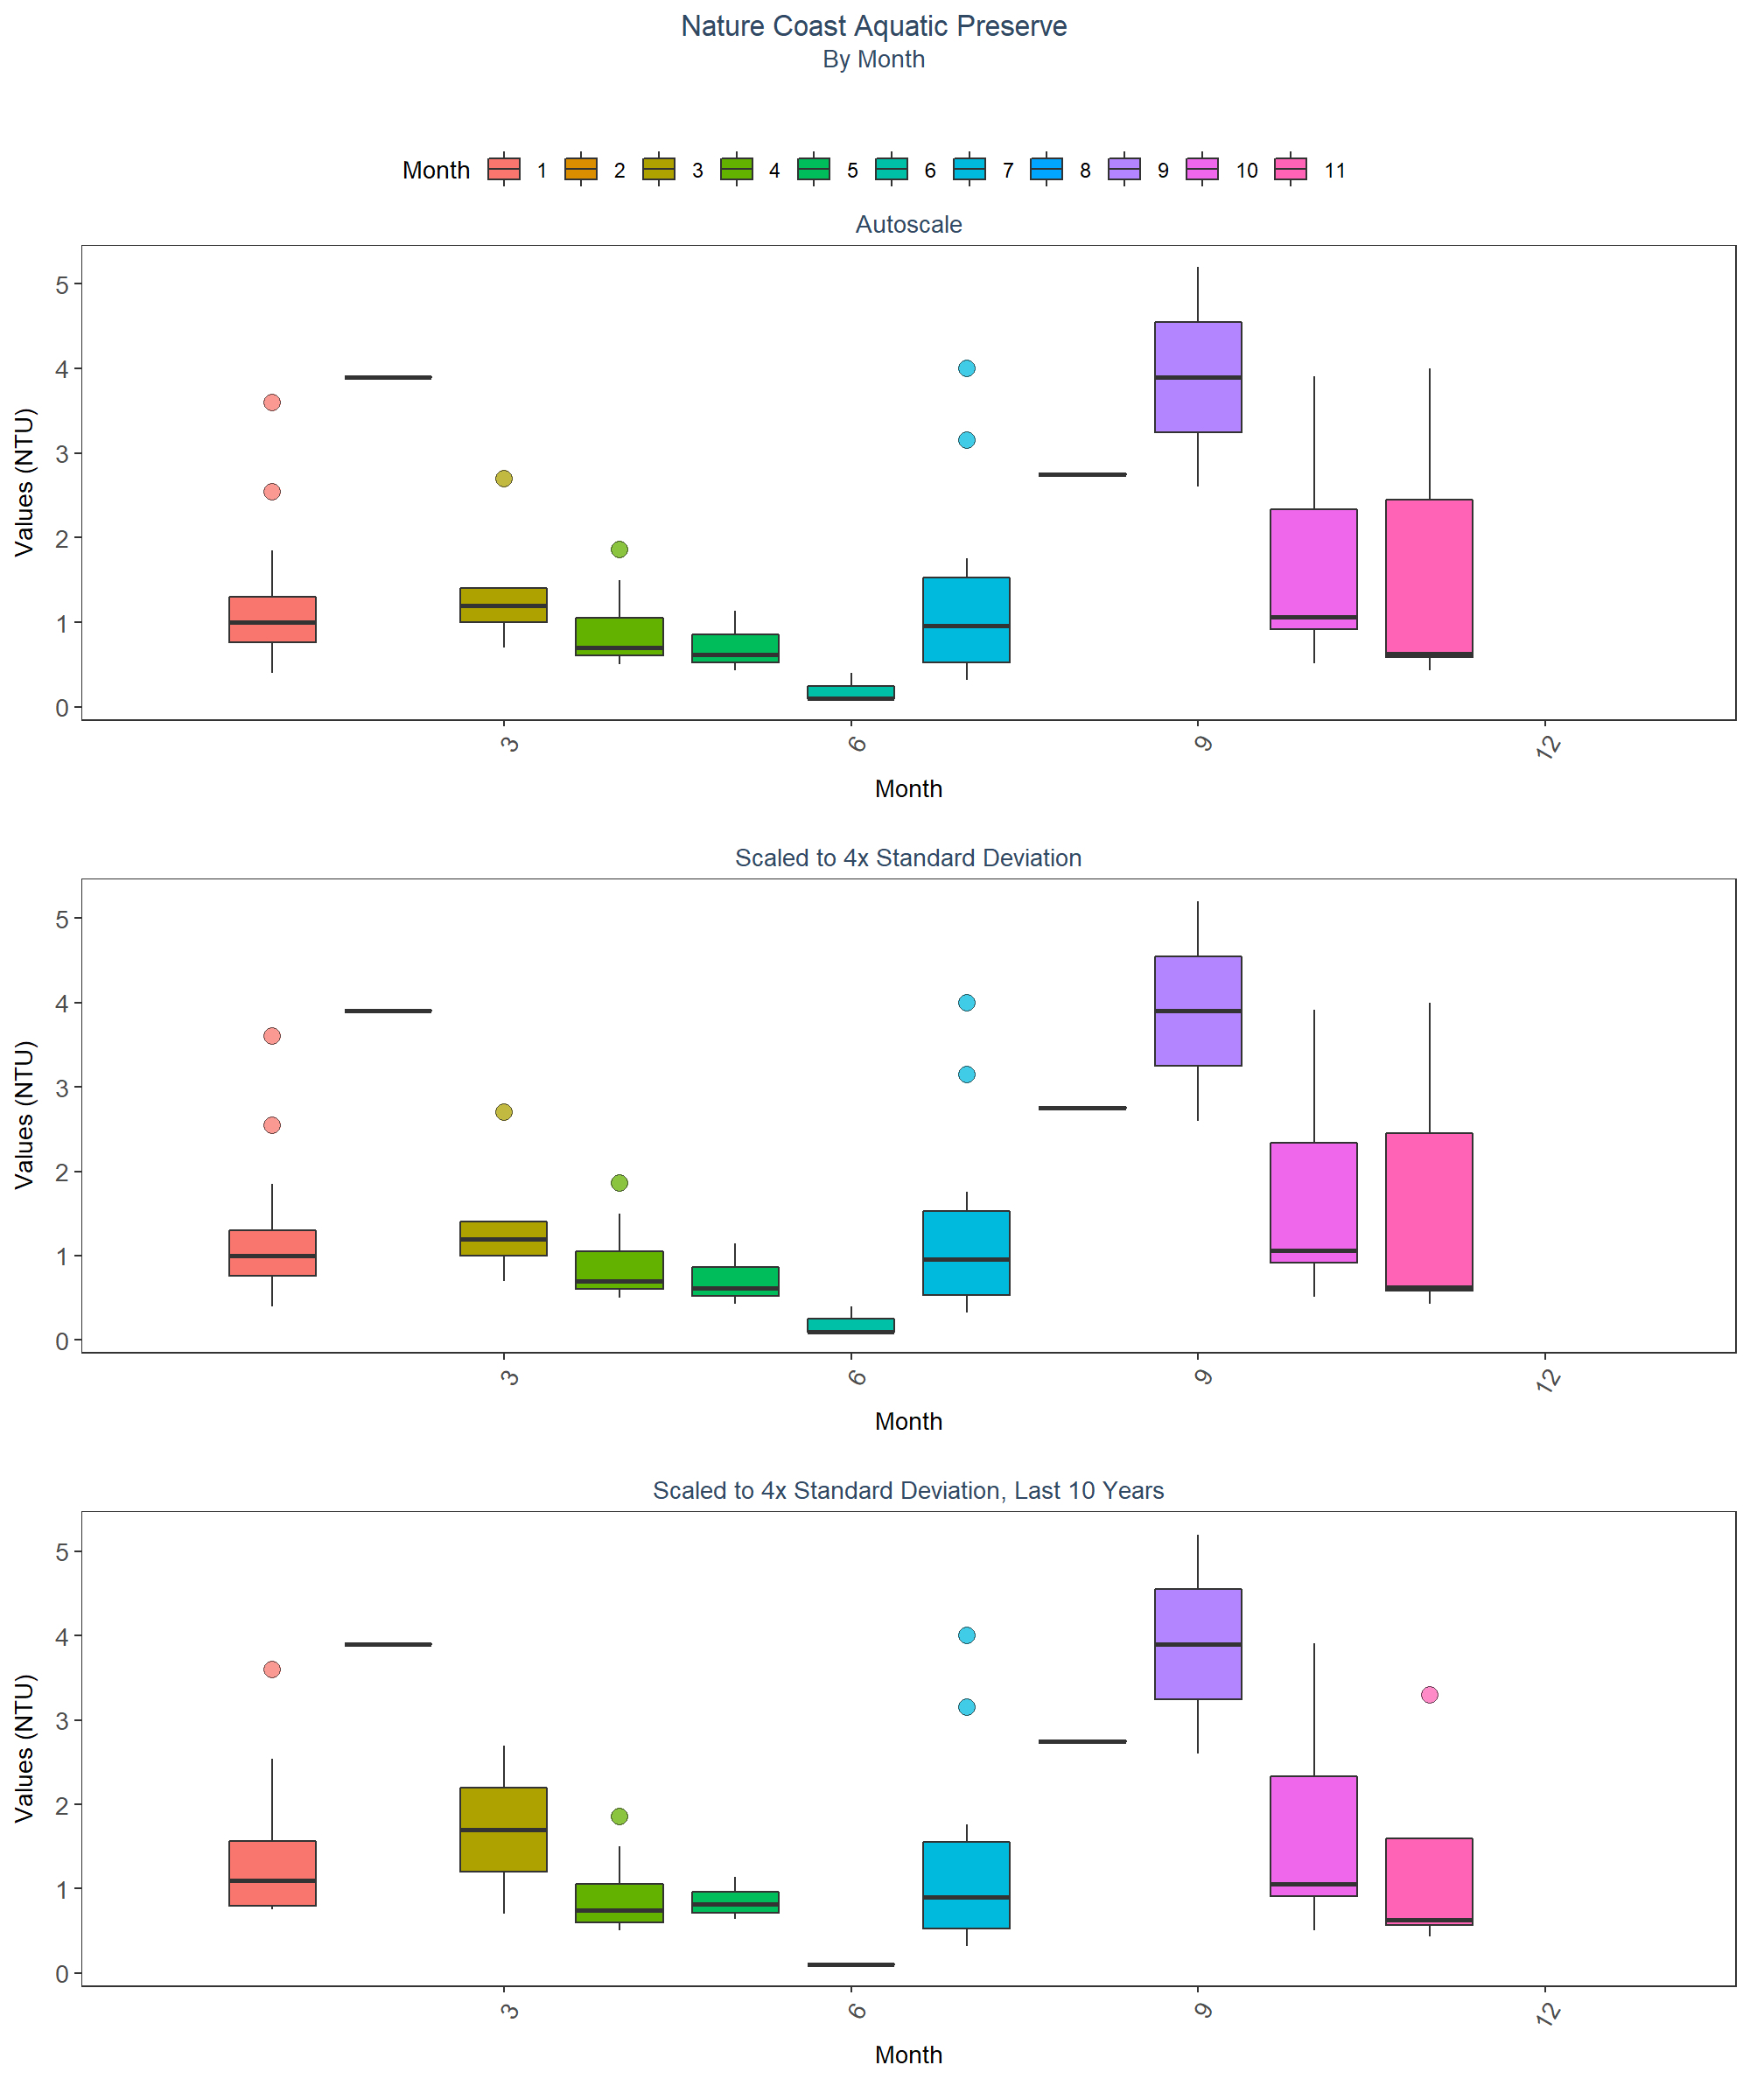 Nature Coast Aquatic Preserve
By Month
Month 1 2 3 4 5 6 7 8 9 10 11
Autoscale
Values (NTU)
5
4
3
2
1
0
3 6 9 12
Month
Scaled to 4x Standard Deviation
Values (NTU)
5
4
3
2
1
0
3 6 9 12
Month
Scaled to 4x Standard Deviation, Last 10 Years
Values (NTU)
5
4
3
2
1
0
3 6 9 12
Month